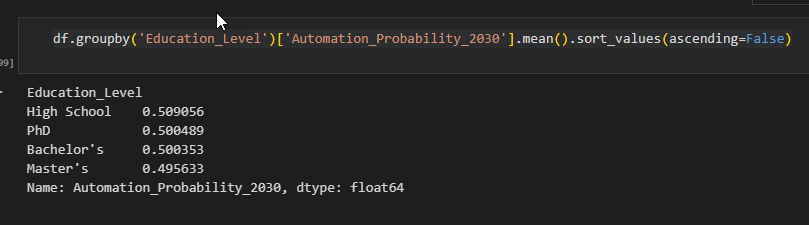 df.groupby('Education_Level')['Automation_Probability_2030'].mean().sort_values(ascending=False)
99]
Education_Level
High School    0.509056
PhD            0.500489
Bachelor's     0.500353
Master's       0.495633
Name: Automation_Probability_2030, dtype: float64